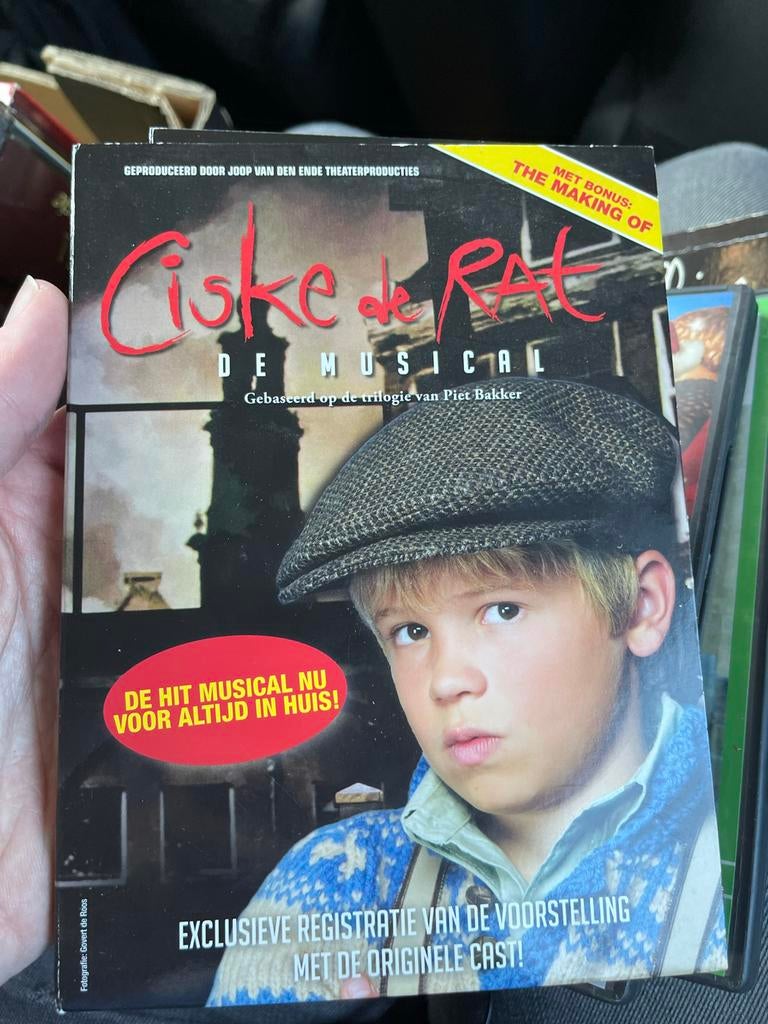 GEPRODUCEERD DOOR JOOP VAN DEN ENDE THEATERPRODUCTIES
MET BONUS:
THE MAKING OF
Ciske de Rat
DE MUSICAL
Gebaseerd op de trilogie van Piet Bakker
DE HIT MUSICAL NU
VOOR ALTIJD IN HUIS!
Fotografie: Govert de Roos
EXCLUSIEVE REGISTRATIE VAN DE VOORSTELLING
MET DE ORIGINELE CAST!